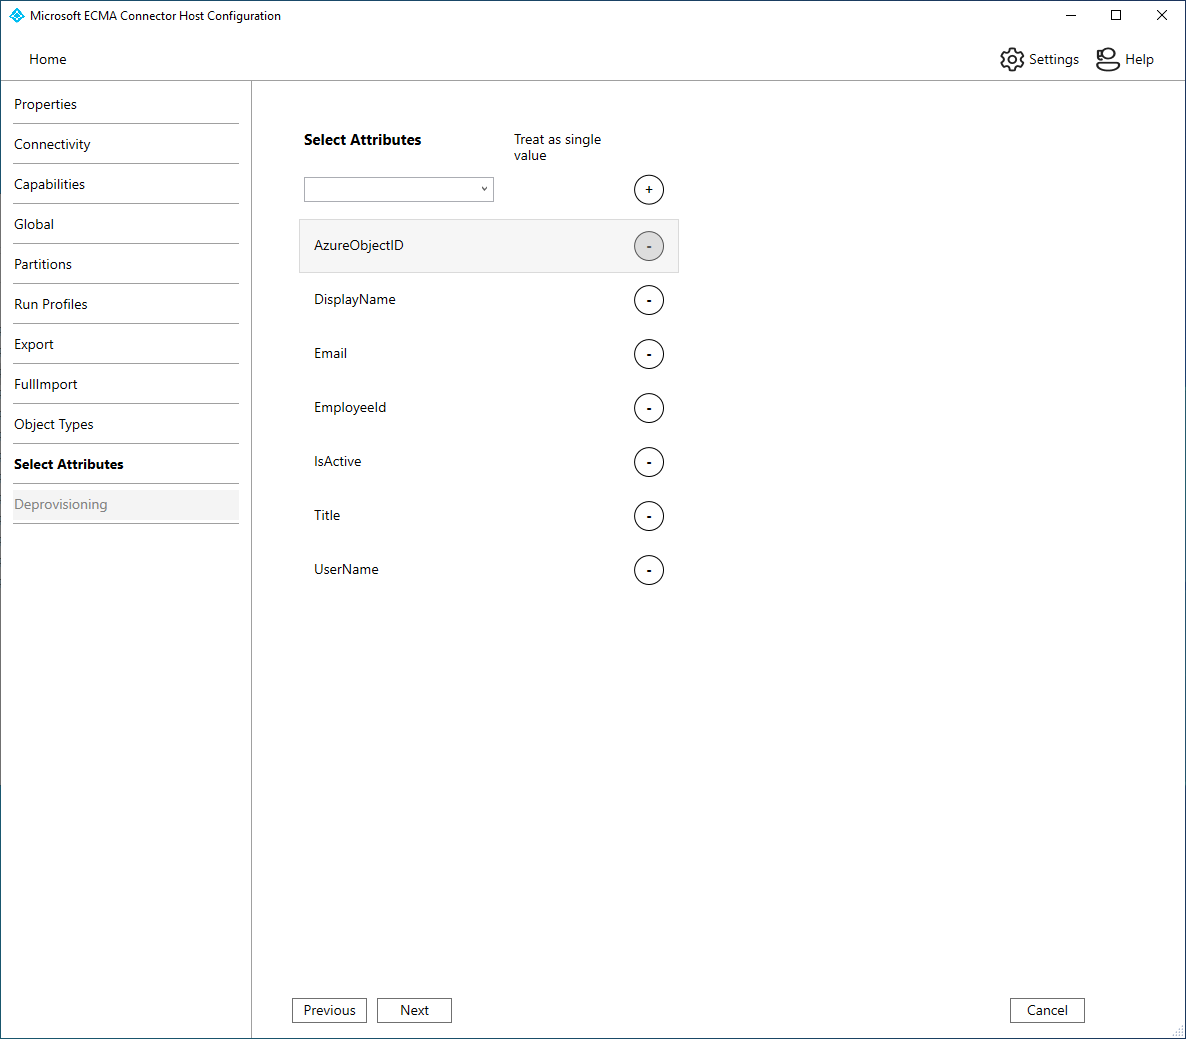 Microsoft ECMA Connector Host Configuration
Home
Settings
Help
Properties
Connectivity
Capabilities
Global
Partitions
Run Profiles
Export
FullImport
Object Types
Select Attributes
Deprovisioning
Select Attributes
Treat as single
value
+
AzureObjectID -
DisplayName -
Email -
EmployeeId -
IsActive -
Title -
UserName -
Previous
Next
Cancel